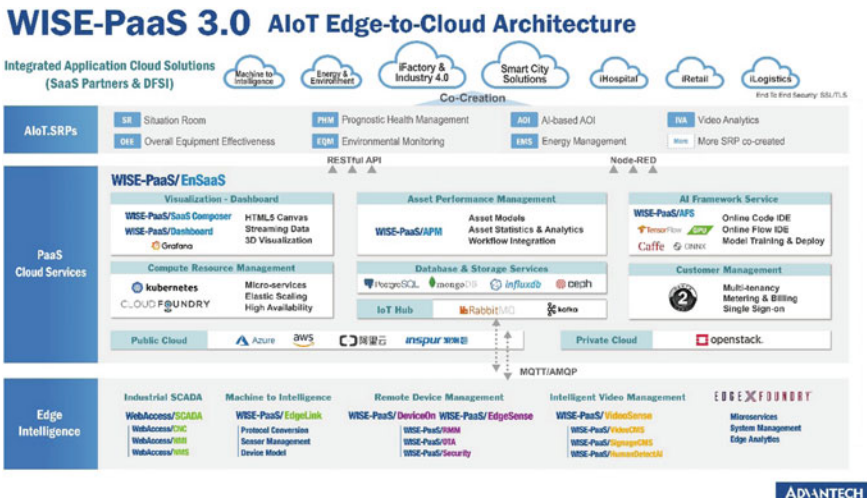 WISE-PaaS 3.0 AIoT Edge-to-Cloud Architecture
Integrated Application Cloud Solutions
(SaaS Partners & DFSI)
Machine to
Intelligence
Energy &
Environment
iFactory &
Industry 4.0
Smart City
Solutions
iHospital
iRetail
iLogistics
End To End Security: SSL/TLS
Co-Creation
AIoT.SRPs
SR Situation Room
PHM Prognostic Health Management
AOI AI-based AOI
IVA Video Analytics
OEE Overall Equipment Effectiveness
EQM Environmental Monitoring
EMS Energy Management
More More SRP co-created
RESTful API
Node-RED
PaaS
Cloud Services
WISE-PaaS/EnSaaS
Visualization - Dashboard
WISE-PaaS/SaaS Composer
WISE-PaaS/Dashboard
Grafana
HTML5 Canvas
Streaming Data
3D Visualization
Asset Performance Management
WISE-PaaS/APM
Asset Models
Asset Statistics & Analytics
Workflow Integration
AI Framework Service
WISE-PaaS/AFS
TensorFlow
GPU
Caffe
ONNX
Online Code IDE
Online Flow IDE
Model Training & Deploy
Compute Resource Management
kubernetes
CLOUD FOUNDRY
Micro-services
Elastic Scaling
High Availability
Database & Storage Services
PostgreSQL
mongoDB
influxdb
ceph
IoT Hub
RabbitMQ
kafka
Customer Management
2
Multi-tenancy
Metering & Billing
Single Sign-on
Public Cloud
Azure
aws
阿里云
inspur 浪潮
Private Cloud
openstack.
MQTT/AMQP
Edge
Intelligence
Industrial SCADA
WebAccess/SCADA
WebAccess/CNC
WebAccess/HMI
WebAccess/NMS
Machine to Intelligence
WISE-PaaS/EdgeLink
Protocol Conversion
Sensor Management
Device Model
Remote Device Management
WISE-PaaS/DeviceOn WISE-PaaS/EdgeSense
WISE-PaaS/RMM
WISE-PaaS/OTA
WISE-PaaS/Security
Intelligent Video Management
WISE-PaaS/VideoSense
WISE-PaaS/VideoCMS
WISE-PaaS/SignageCMS
WISE-PaaS/HumanDetectAI
EDGE X FOUNDRY
Microservices
System Management
Edge Analytics
ADVANTECH